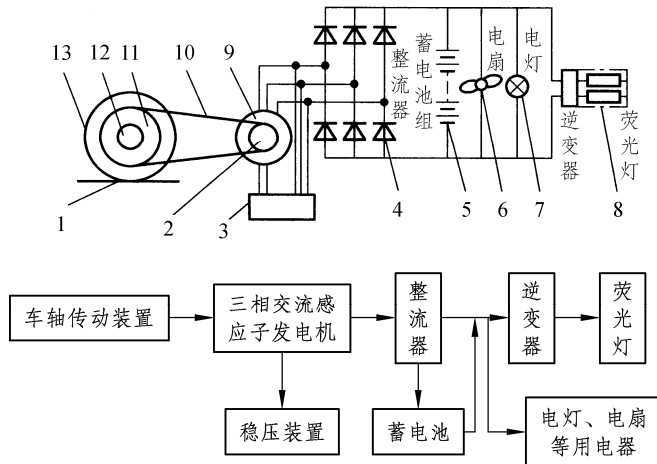 13
12
11
10
9
1
2
3
整流器
4
蓄电池组
5
电扇
6
电灯
7
逆变器
荧光灯
8
车轴传动装置
三相交流感
应子发电机
整流器
逆变器
荧光灯
稳压装置
蓄电池
电灯、电扇
等用电器